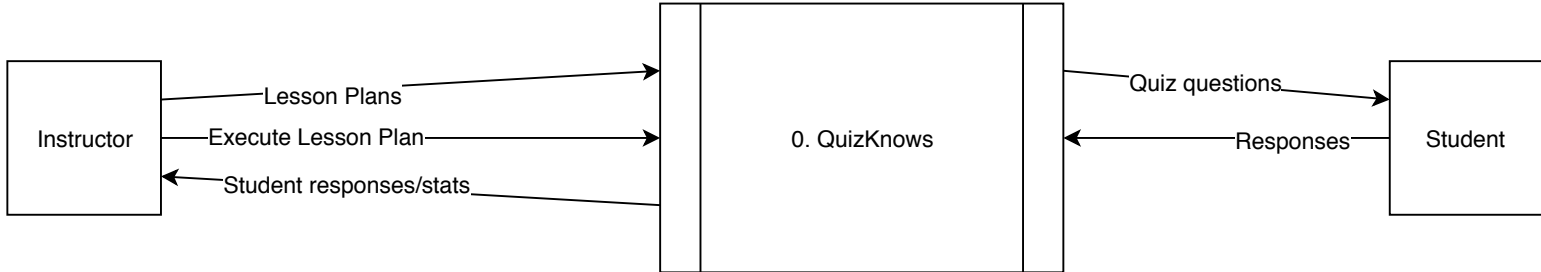 Instructor
Lesson Plans
Execute Lesson Plan
Student responses/stats
0. QuizKnows
Quiz questions
Responses
Student